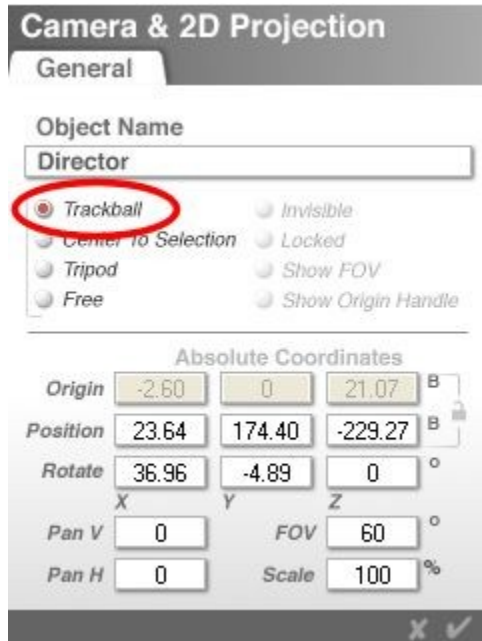 Camera & 2D Projection
General
Object Name
Director
Trackball Invisible
Center To Selection Locked
Tripod Show FOV
Free Show Origin Handle
Absolute Coordinates
Origin -2.60 0 21.07 B
Position 23.64 174.40 -229.27 B
Rotate 36.96 -4.89 0 °
X Y Z
Pan V 0 FOV 60 °
Pan H 0 Scale 100 %